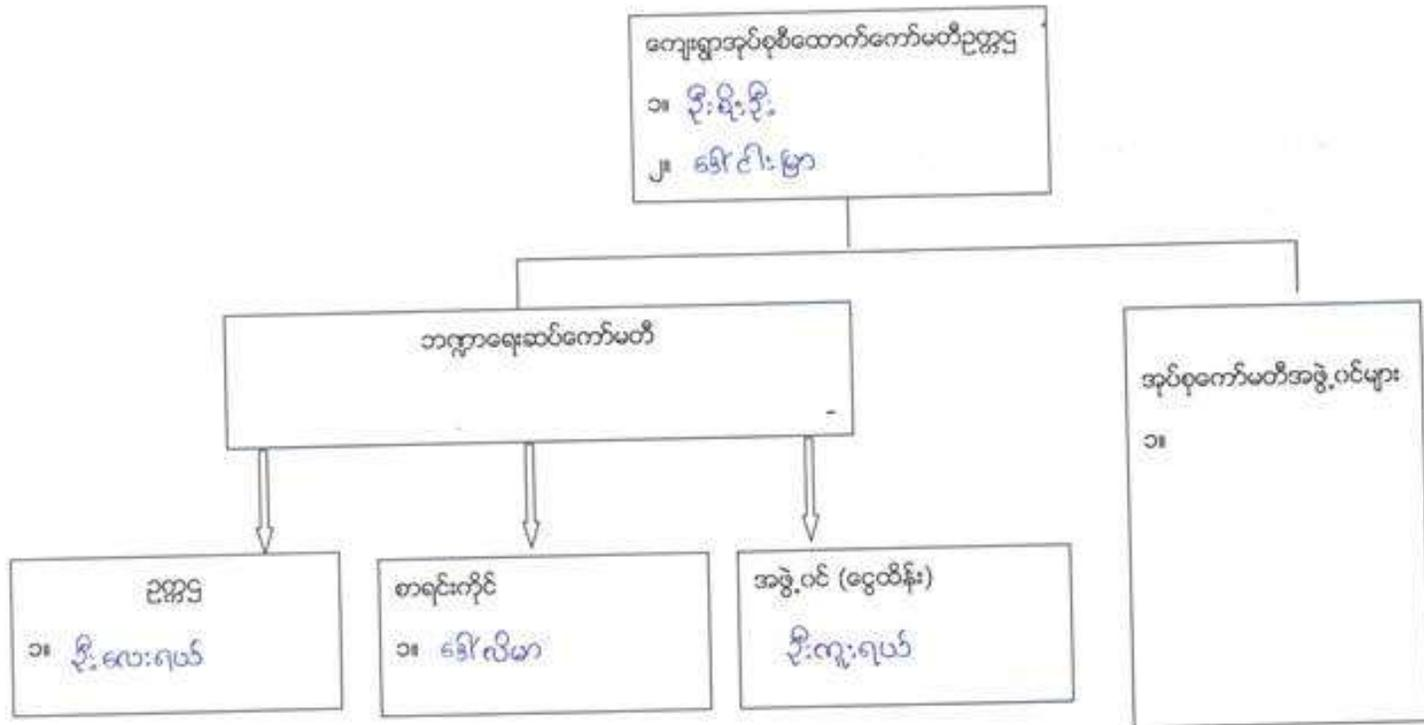 ကျေးရွာအုပ်စုစီထောက်ကော်မတီဥက္ကဌ
၁။ ဦးစိုးဦး
၂။ ဒေါ်ငါးမြာ
ဘဏ္ဍာရေးဆပ်ကော်မတီ
အုပ်စုကော်မတီအဖွဲ့ဝင်များ
၁။
ဥက္ကဌ
၁။ ဦးလေးရယ်
စာရင်းကိုင်
၁။ ဒေါ်လိမာ
အဖွဲ့ဝင် (ငွေထိန်း)
ဦးကူးရယ်